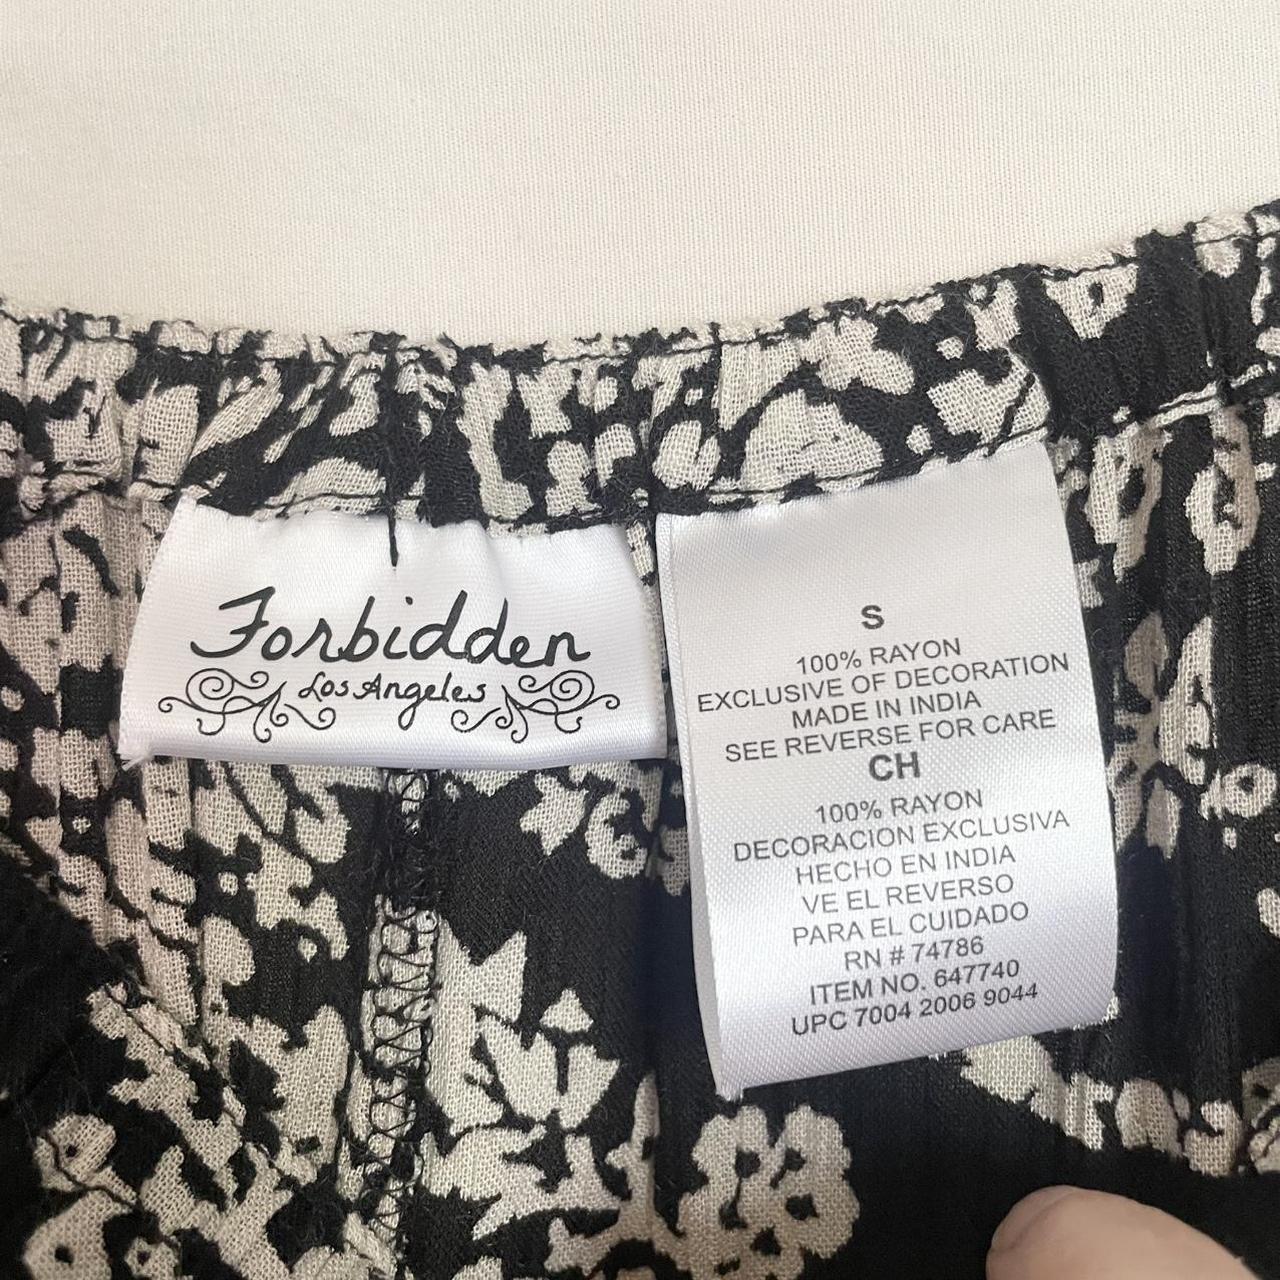 Forbidden
Los Angeles
S
100% RAYON
EXCLUSIVE OF DECORATION
MADE IN INDIA
SEE REVERSE FOR CARE
CH
100% RAYON
DECORACION EXCLUSIVA
HECHO EN INDIA
VE EL REVERSO
PARA EL CUIDADO
RN # 74786
ITEM NO. 647740
UPC 7004 2006 9044